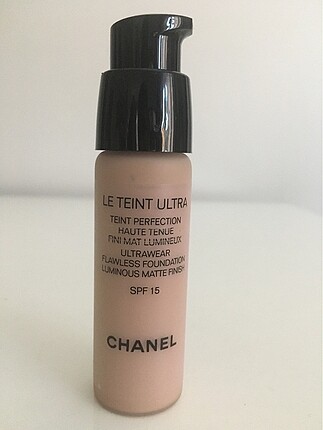 LE TEINT ULTRA
TEINT PERFECTION
HAUTE TENUE
FINI MAT LUMINEUX
ULTRAWEAR
FLAWLESS FOUNDATION
LUMINOUS MATTE FINISH
SPF 15
CHANEL